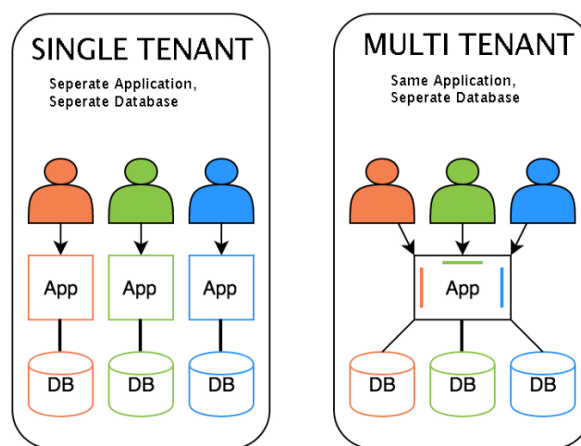 SINGLE TENANT
Seperate Application,
Seperate Database
App
App
App
DB
DB
DB
MULTI TENANT
Same Application,
Seperate Database
App
DB
DB
DB